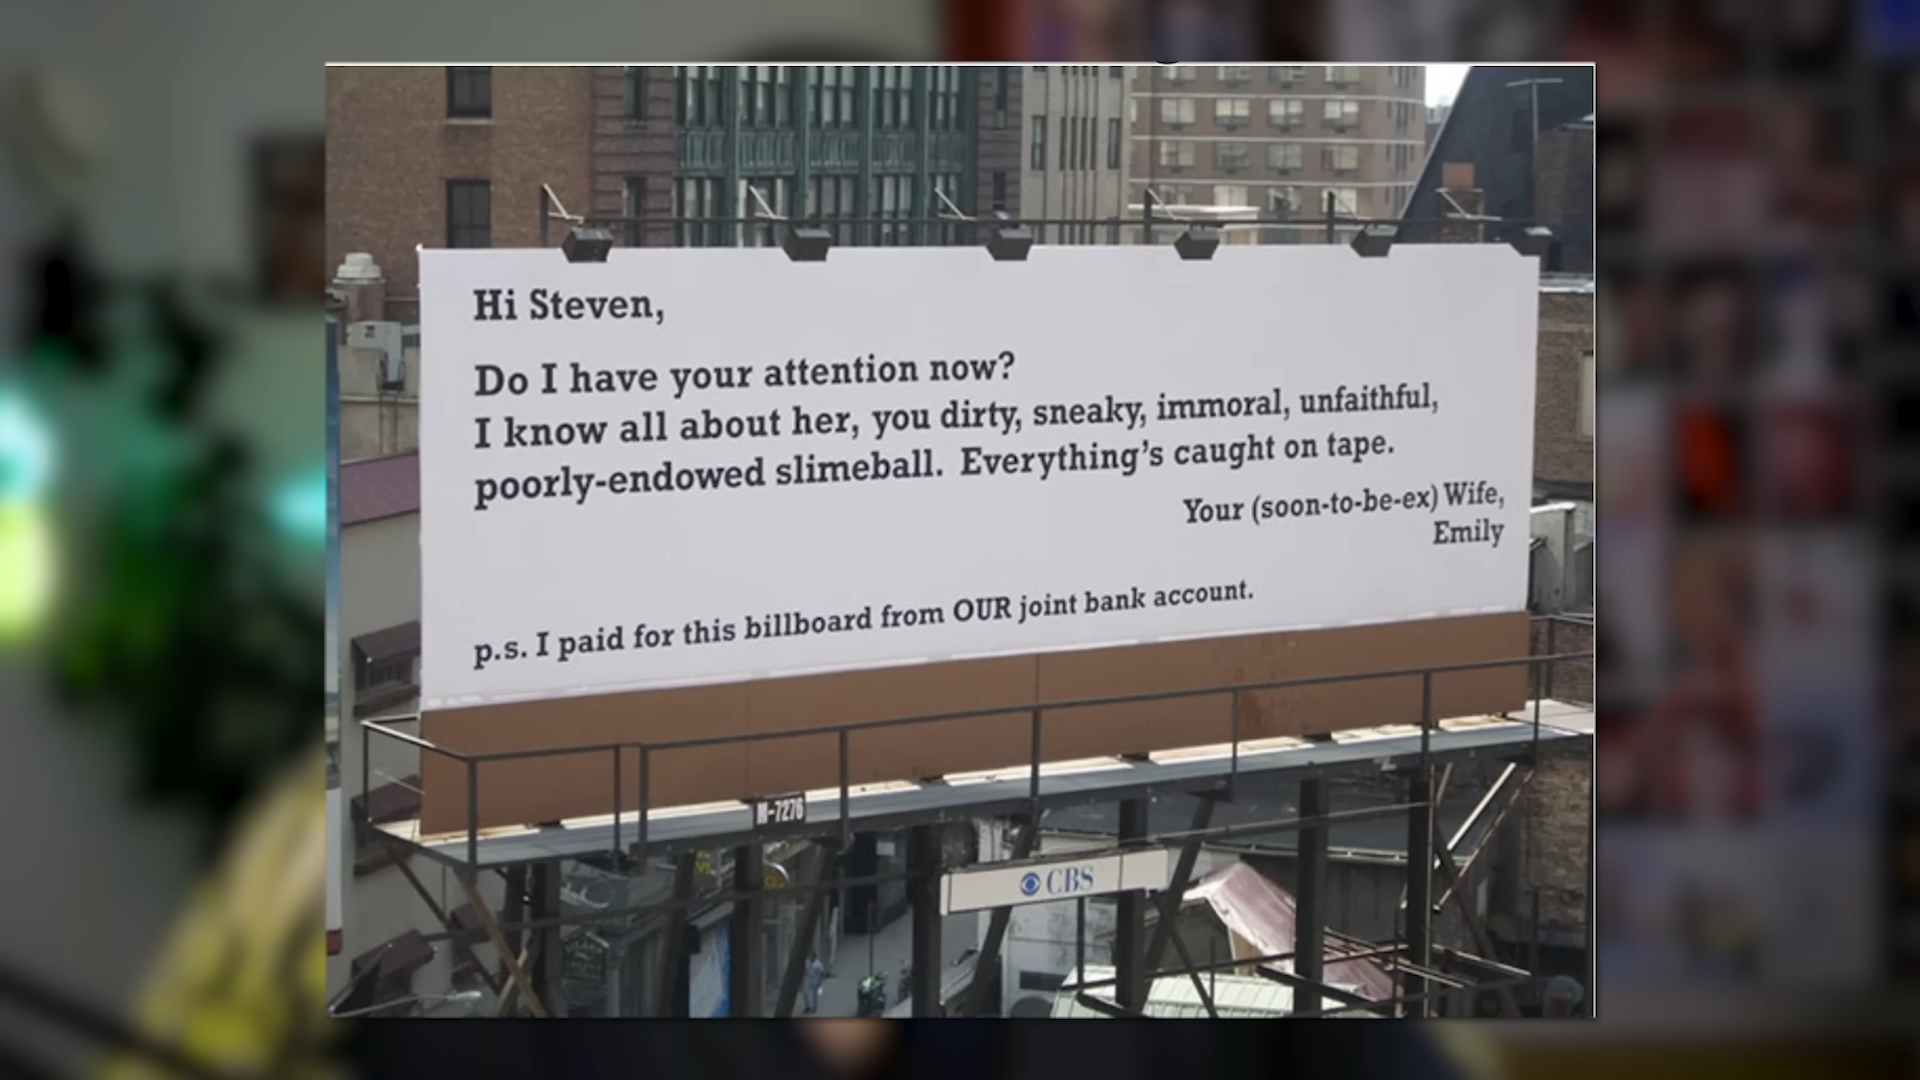 Hi Steven,
Do I have your attention now?
I know all about her, you dirty, sneaky, immoral, unfaithful,
poorly-endowed slimeball. Everything's caught on tape.
Your (soon-to-be-ex) Wife,
Emily
p.s. I paid for this billboard from OUR joint bank account.
M-7276
CBS